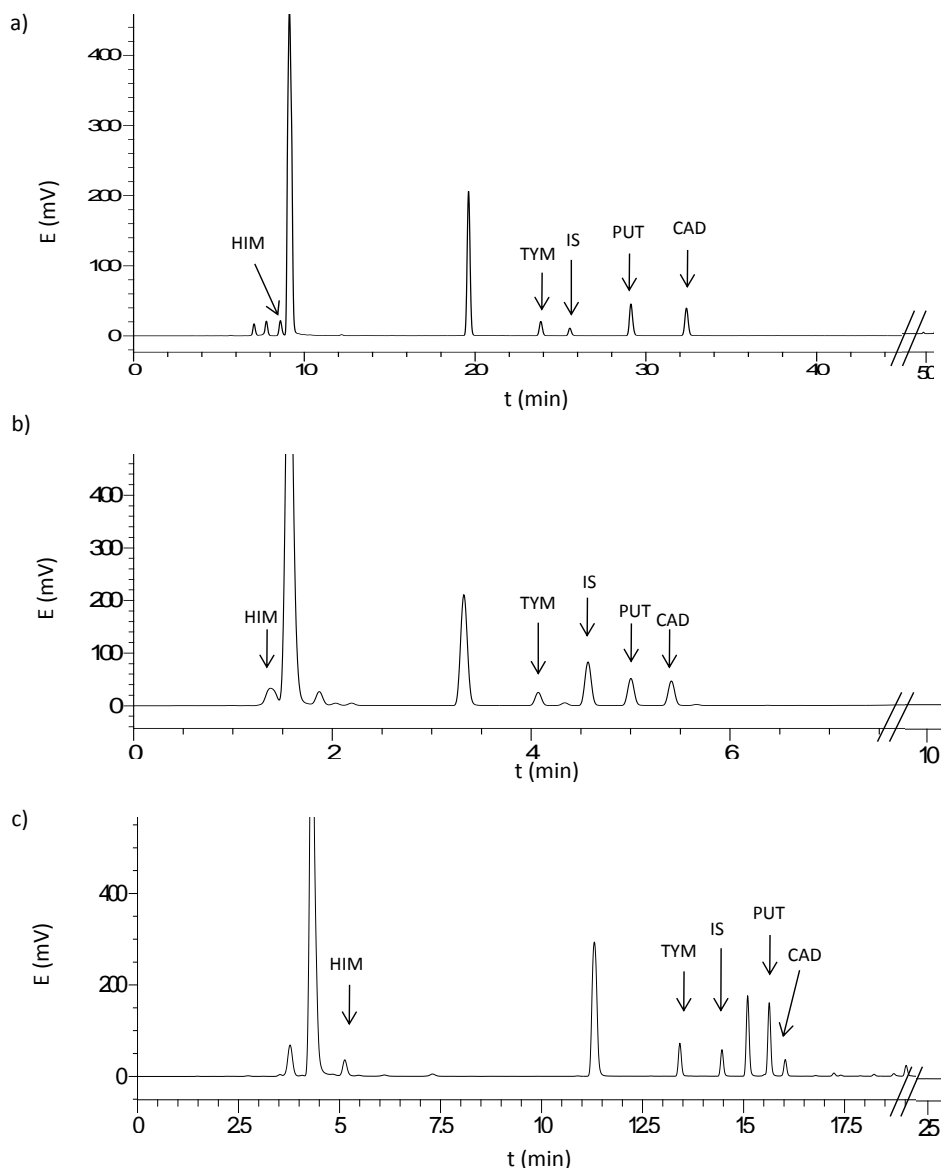 a)
400
300
E (mV)
200
HIM
TYM
IS
PUT
CAD
100
0
0 10 20 30 40 50
t (min)
b)
400
300
E (mV)
200
HIM
TYM
IS
PUT
CAD
100
0
0 2 4 6 10
t (min)
c)
400
E (mV)
200
HIM
TYM
IS
PUT
CAD
0
0 2.5 5 7.5 10 12.5 15 17.5 25
t (min)